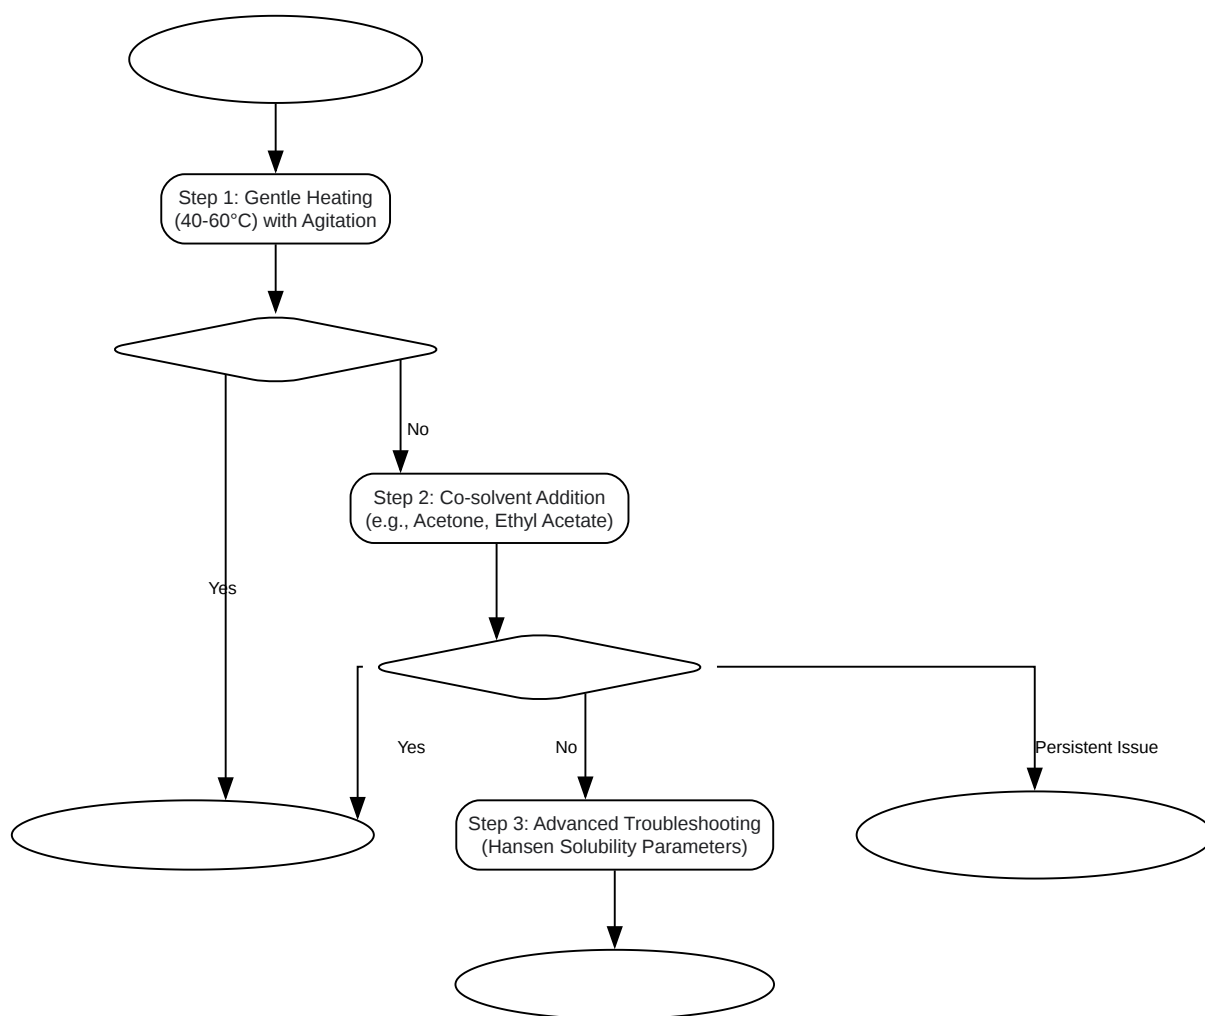 Step 1: Gentle Heating
(40-60°C) with Agitation
No
Step 2: Co-solvent Addition
(e.g., Acetone, Ethyl Acetate)
Yes
Yes
No
Persistent Issue
Step 3: Advanced Troubleshooting
(Hansen Solubility Parameters)